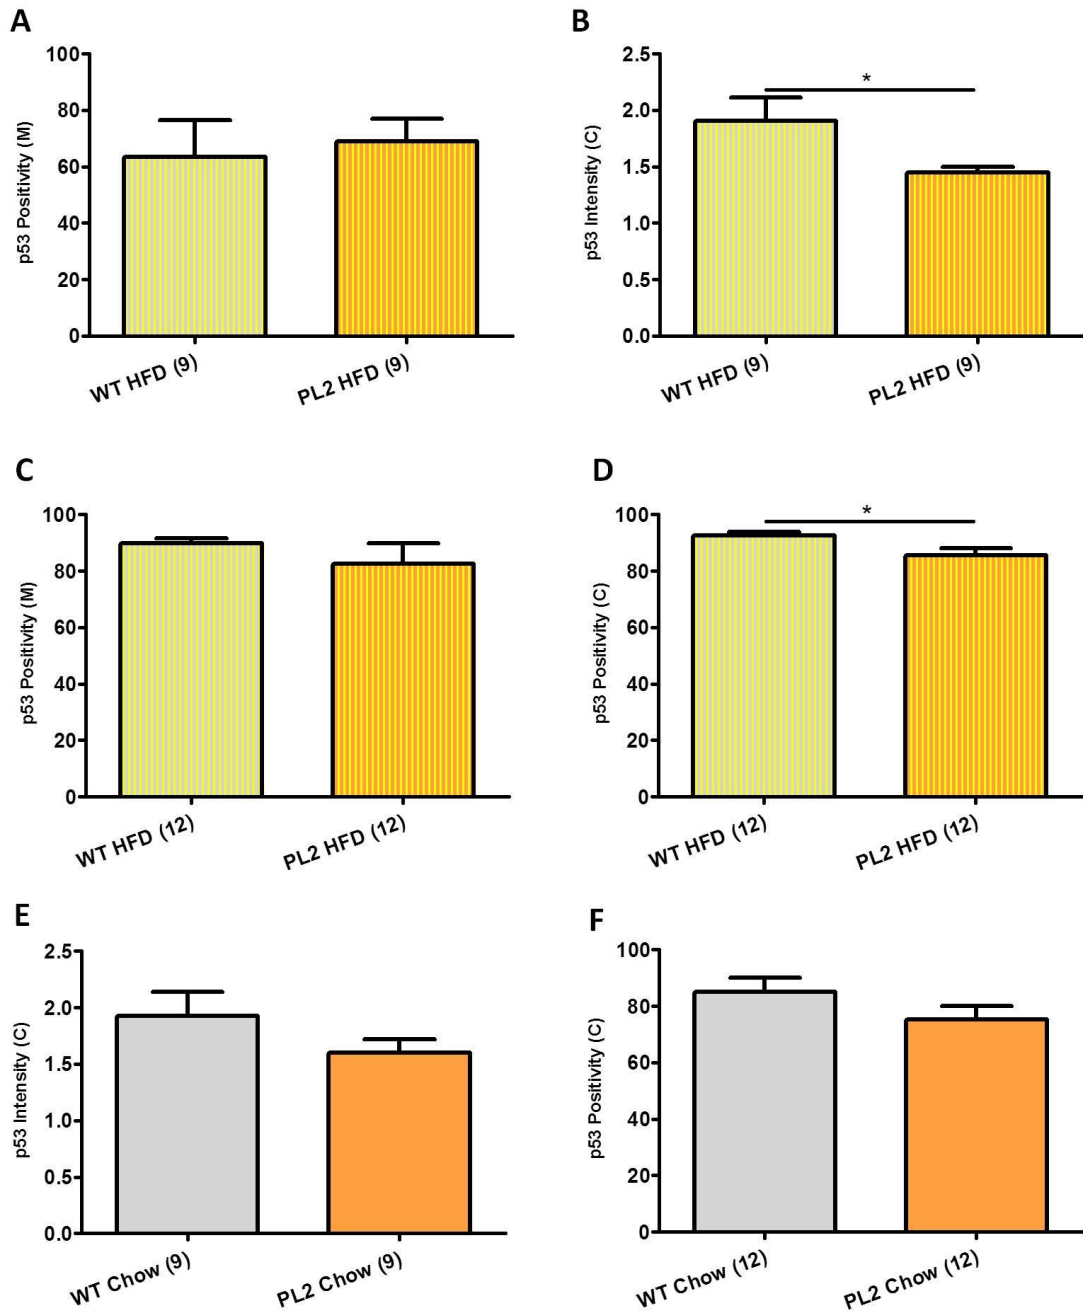 A
p53 Positivity (M)
100
80
60
40
20
0
WT HFD (9)
PL2 HFD (9)
B
p53 Intensity (C)
2.5
2.0
1.5
1.0
0.5
0.0
*
WT HFD (9)
PL2 HFD (9)
C
p53 Positivity (M)
100
80
60
40
20
0
WT HFD (12)
PL2 HFD (12)
D
p53 Positivity (C)
100
80
60
40
20
0
*
WT HFD (12)
PL2 HFD (12)
E
p53 Intensity (C)
2.5
2.0
1.5
1.0
0.5
0.0
WT Chow (9)
PL2 Chow (9)
F
p53 Positivity (C)
100
80
60
40
20
0
WT Chow (12)
PL2 Chow (12)